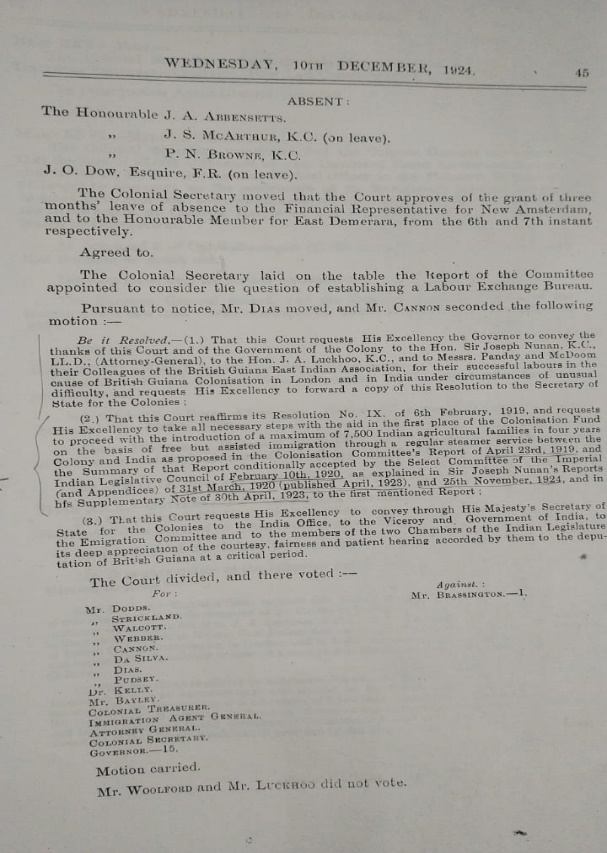 WEDNESDAY, 10TH DECEMBER, 1924. 45
ABSENT:
The Honourable J. A. ABBENSETTS.
„ J. S. MCARTHUR, K.C. (on leave).
„ P. N. BROWNE, K.C.
J. O. Dow, Esquire, F.R. (on leave).
The Colonial Secretary moved that the Court approves of the grant of three
months' leave of absence to the Financial Representative for New Amsterdam,
and to the Honourable Member for East Demerara, from the 6th and 7th instant
respectively.
Agreed to.
The Colonial Secretary laid on the table the Report of the Committee
appointed to consider the question of establishing a Labour Exchange Bureau.
Pursuant to notice, Mr. DIAS moved, and Mr. CANNON seconded the following
motion :—
Be it Resolved,—(1.) That this Court requests His Excellency the Governor to convey the
thanks of this Court and of the Government of the Colony to the Hon. Sir Joseph Nunan, K.C.,
LL.D., (Attorney-General), to the Hon. J. A. Luckhoo, K.C., and to Messrs. Panday and McDoom
their Colleagues of the British Guiana East Indian Association, for their successful labours in the
cause of British Guiana Colonisation in London and in India under circumstances of unusual
difficulty, and requests His Excellency to forward a copy of this Resolution to the Secretary of
State for the Colonies ;
(2.) That this Court reaffirms its Resolution No. IX. of 6th February, 1919, and requests
His Excellency to take all necessary steps with the aid in the first place of the Colonisation Fund
to proceed with the introduction of a maximum of 7,500 Indian agricultural families in four years
on the basis of free but assisted immigration through a regular steamer service between the
Colony and India as proposed in the Colonisation Committee's Report of April 23rd, 1919, and
the Summary of that Report conditionally accepted by the Select Committee of the Imperial
Indian Legislative Council of February 10th, 1920, as explained in Sir Joseph Nunan's Reports
(and Appendices) of 31st March, 1920 (published April, 1923), and 25th November, 1924, and in
his Supplementary Note of 30th April, 1923, to the first mentioned Report ;
(3.) That this Court requests His Excellency to convey through His Majesty's Secretary of
State for the Colonies to the India Office, to the Viceroy and Government of India, to
the Emigration Committee and to the members of the two Chambers of the Indian Legislature
its deep appreciation of the courtesy, fairness and patient hearing accorded by them to the depu-
tation of British Guiana at a critical period.
The Court divided, and there voted :—
For : Against. :
Mr. DODDS. Mr. BRASSINGTON.—1.
„ STRICKLAND.
„ WALCOTT.
„ WEBBER.
„ CANNON.
„ DA SILVA.
„ DIAS.
„ PUDSEY.
Dr. KELLY.
Mr. BAYLEY.
COLONIAL TREASURER.
IMMIGRATION AGENT GENERAL.
ATTORNEY GENERAL.
COLONIAL SECRETARY.
GOVERNOR.—15.
Motion carried.
Mr. WOOLFORD and Mr. LUCKHOO did not vote.